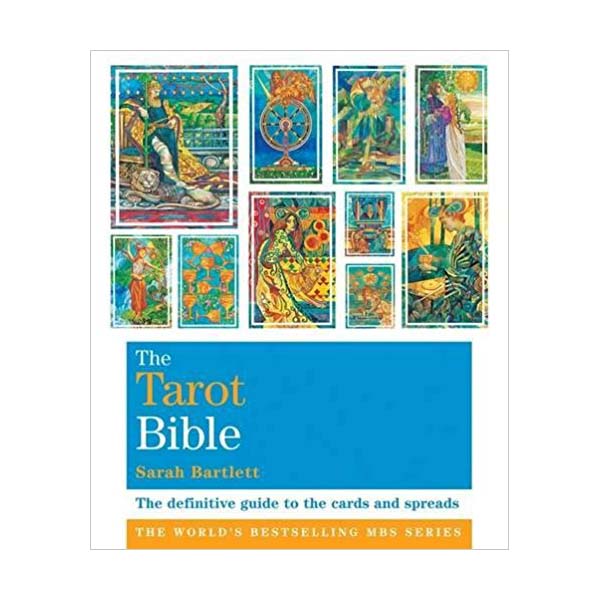 The
Tarot
Bible
Sarah Bartlett
The definitive guide to the cards and spreads
THE WORLD'S BESTSELLING MBS SERIES